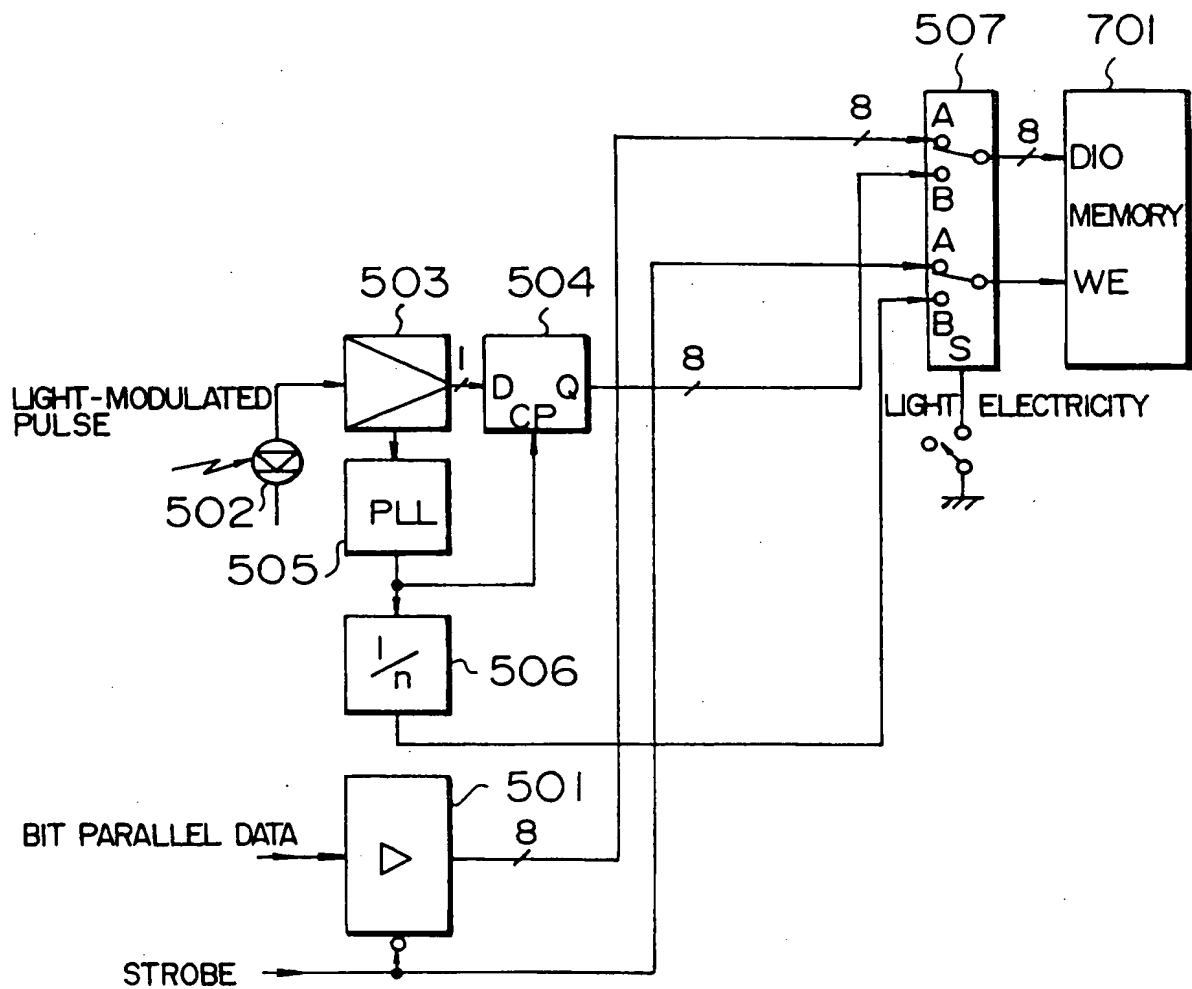 507
701
8
A
8
DIO
B
MEMORY
A
503
504
WE
B
1
8
S
D
Q
LIGHT-MODULATED
PULSE
CP
LIGHT ELECTRICITY
502
PLL
505
1/n
506
501
BIT PARALLEL DATA
8
STROBE